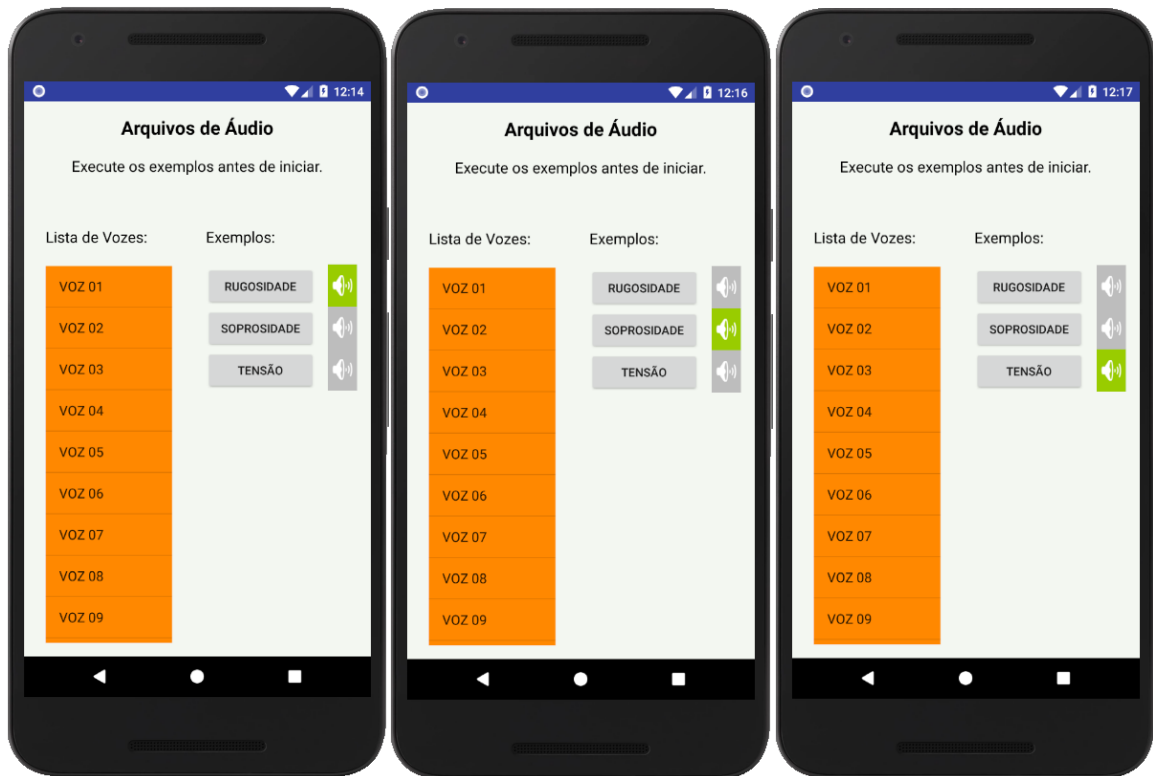 12:14
Arquivos de Áudio
Execute os exemplos antes de iniciar.
Lista de Vozes:
Exemplos:
VOZ 01
VOZ 02
VOZ 03
VOZ 04
VOZ 05
VOZ 06
VOZ 07
VOZ 08
VOZ 09
RUGOSIDADE
SOPROSIDADE
TENSÃO
12:16
Arquivos de Áudio
Execute os exemplos antes de iniciar.
Lista de Vozes:
Exemplos:
VOZ 01
VOZ 02
VOZ 03
VOZ 04
VOZ 05
VOZ 06
VOZ 07
VOZ 08
VOZ 09
RUGOSIDADE
SOPROSIDADE
TENSÃO
12:17
Arquivos de Áudio
Execute os exemplos antes de iniciar.
Lista de Vozes:
Exemplos:
VOZ 01
VOZ 02
VOZ 03
VOZ 04
VOZ 05
VOZ 06
VOZ 07
VOZ 08
VOZ 09
RUGOSIDADE
SOPROSIDADE
TENSÃO